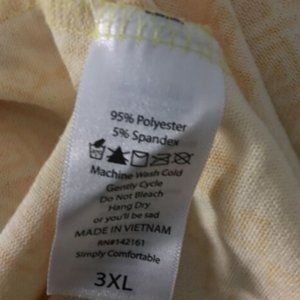 95% Polyester
5% Spandex
Machine Wash Cold
Gently Cycle
Do Not Bleach
Hang Dry
or you'll be sad
MADE IN VIETNAM
RN#142161
Simply Comfortable
3XL